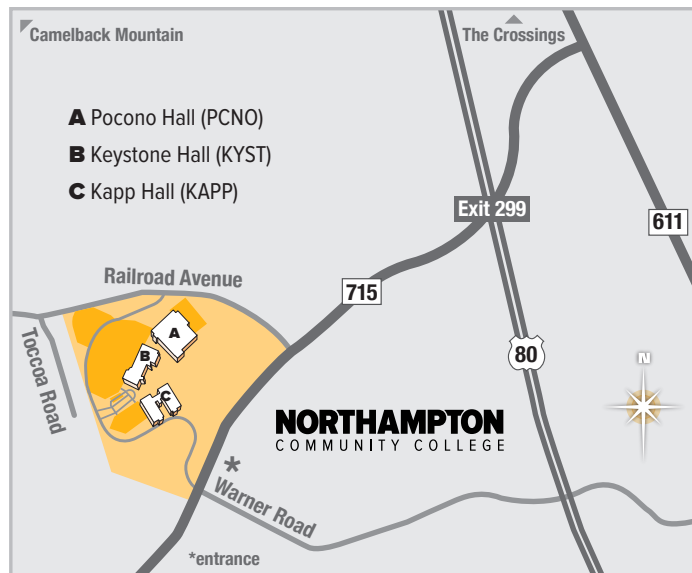 Camelback Mountain
The Crossings
A Pocono Hall (PCNO)
B Keystone Hall (KYST)
C Kapp Hall (KAPP)
Exit 299
611
Railroad Avenue
715
A
B
C
Toccoa Road
80
N
NORTHAMPTON
COMMUNITY COLLEGE
*
Warner Road
*entrance